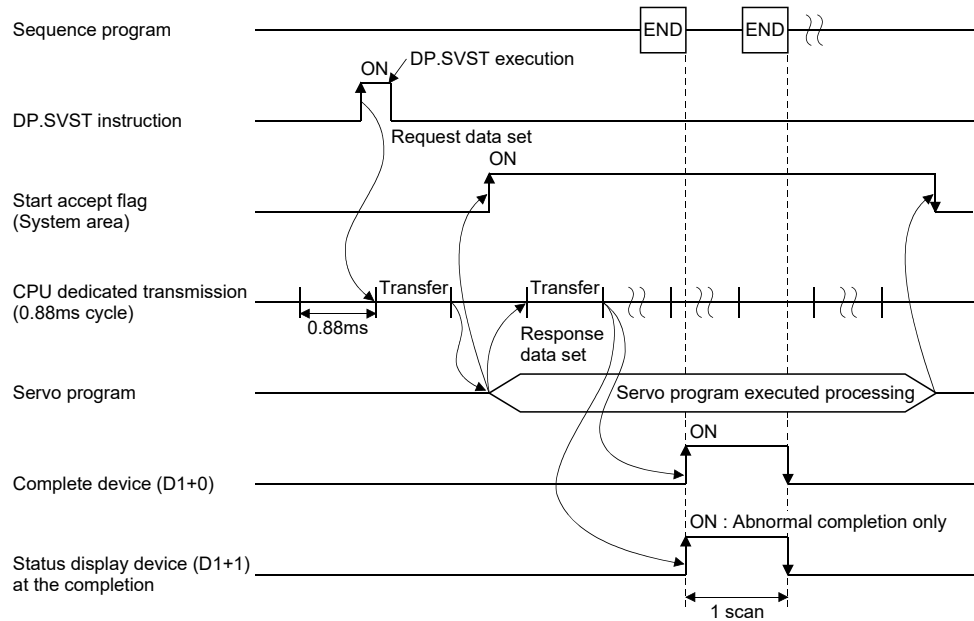 Sequence program
END
END
ON
DP.SVST execution
DP.SVST instruction
Request data set
ON
Start accept flag
(System area)
CPU dedicated transmission
(0.88ms cycle)
Transfer
Transfer
0.88ms
Response
data set
Servo program
Servo program executed processing
ON
Complete device (D1+0)
ON : Abnormal completion only
Status display device (D1+1)
at the completion
1 scan